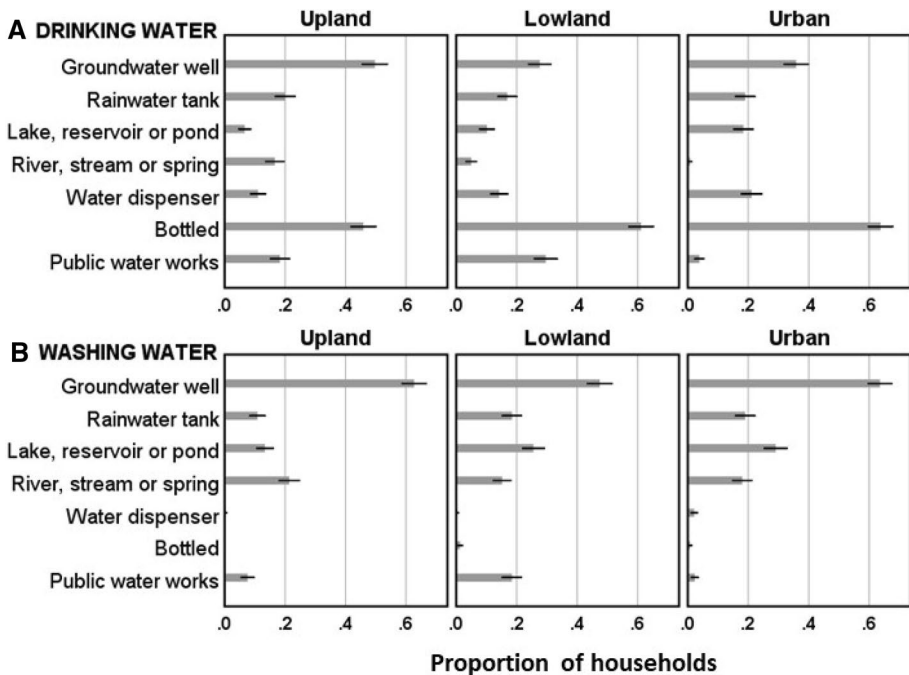 Upland Lowland Urban
A DRINKING WATER
Groundwater well
Rainwater tank
Lake, reservoir or pond
River, stream or spring
Water dispenser
Bottled
Public water works
.0 .2 .4 .6 .0 .2 .4 .6 .0 .2 .4 .6
Upland Lowland Urban
B WASHING WATER
Groundwater well
Rainwater tank
Lake, reservoir or pond
River, stream or spring
Water dispenser
Bottled
Public water works
.0 .2 .4 .6 .0 .2 .4 .6 .0 .2 .4 .6
Proportion of households